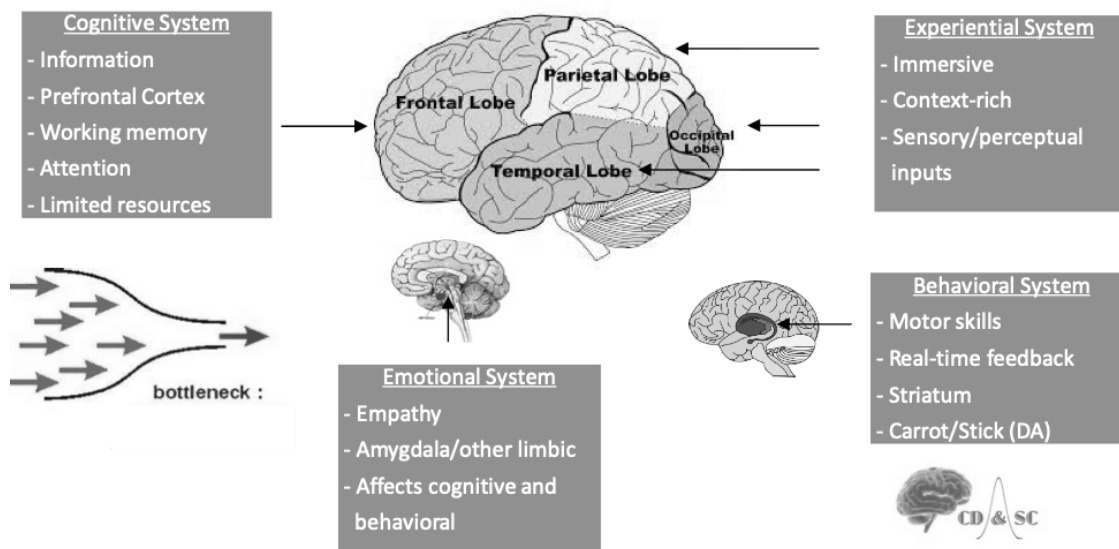 Cognitive System
- Information
- Prefrontal Cortex
- Working memory
- Attention
- Limited resources
Frontal Lobe
Parietal Lobe
Occipital
Lobe
Temporal Lobe
Experiential System
- Immersive
- Context-rich
- Sensory/perceptual
inputs
bottleneck :
Emotional System
- Empathy
- Amygdala/other limbic
- Affects cognitive and
behavioral
Behavioral System
- Motor skills
- Real-time feedback
- Striatum
- Carrot/Stick (DA)
CD & SC